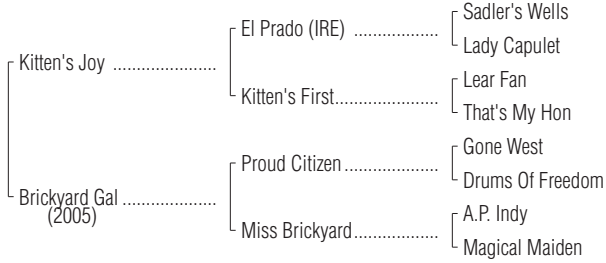 Sadler's Wells
El Prado (IRE) ...................
Lady Capulet
Kitten's Joy .......................
Lear Fan
Kitten's First.......................
That's My Hon
Gone West
Proud Citizen .....................
Drums Of Freedom
Brickyard Gal .....................
(2005)
A.P. Indy
Miss Brickyard...................
Magical Maiden